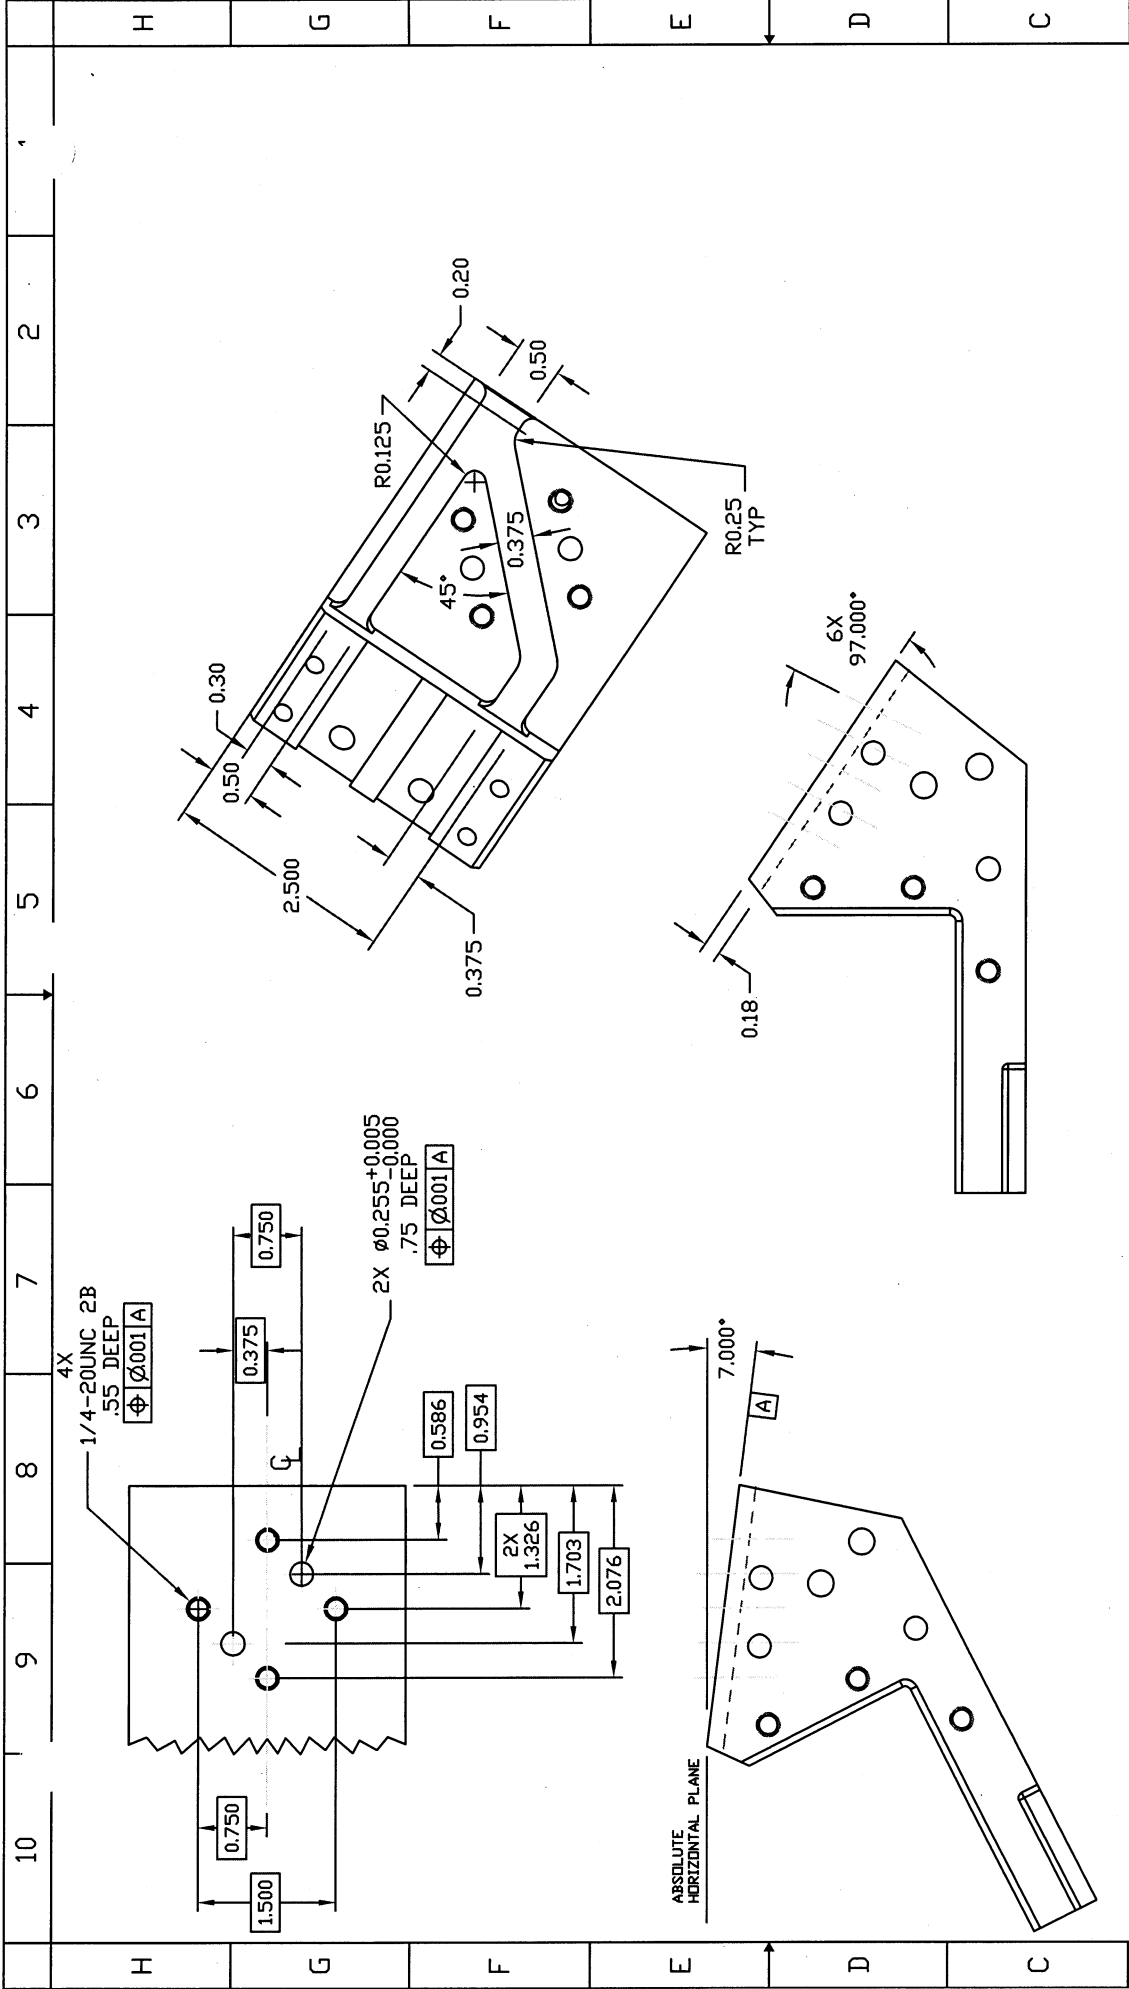 10
9
8
7
6
5
4
3
2
1
H
G
F
E
D
C
H
G
F
E
D
C
4X
1/4-20UNC 2B
.55 DEEP
⌖ Ø.001 A
0.750
1.500
0.375
0.750
CL
2X Ø0.255 +0.005 -0.000
.75 DEEP
⌖ Ø.001 A
0.586
0.954
2X
1.326
1.703
2.076
0.50
0.30
2.500
0.375
R0.125
0.20
0.50
45°
0.375
R0.25
TYP
ABSOLUTE
HORIZONTAL PLANE
7.000°
A
0.18
6X
97.000°